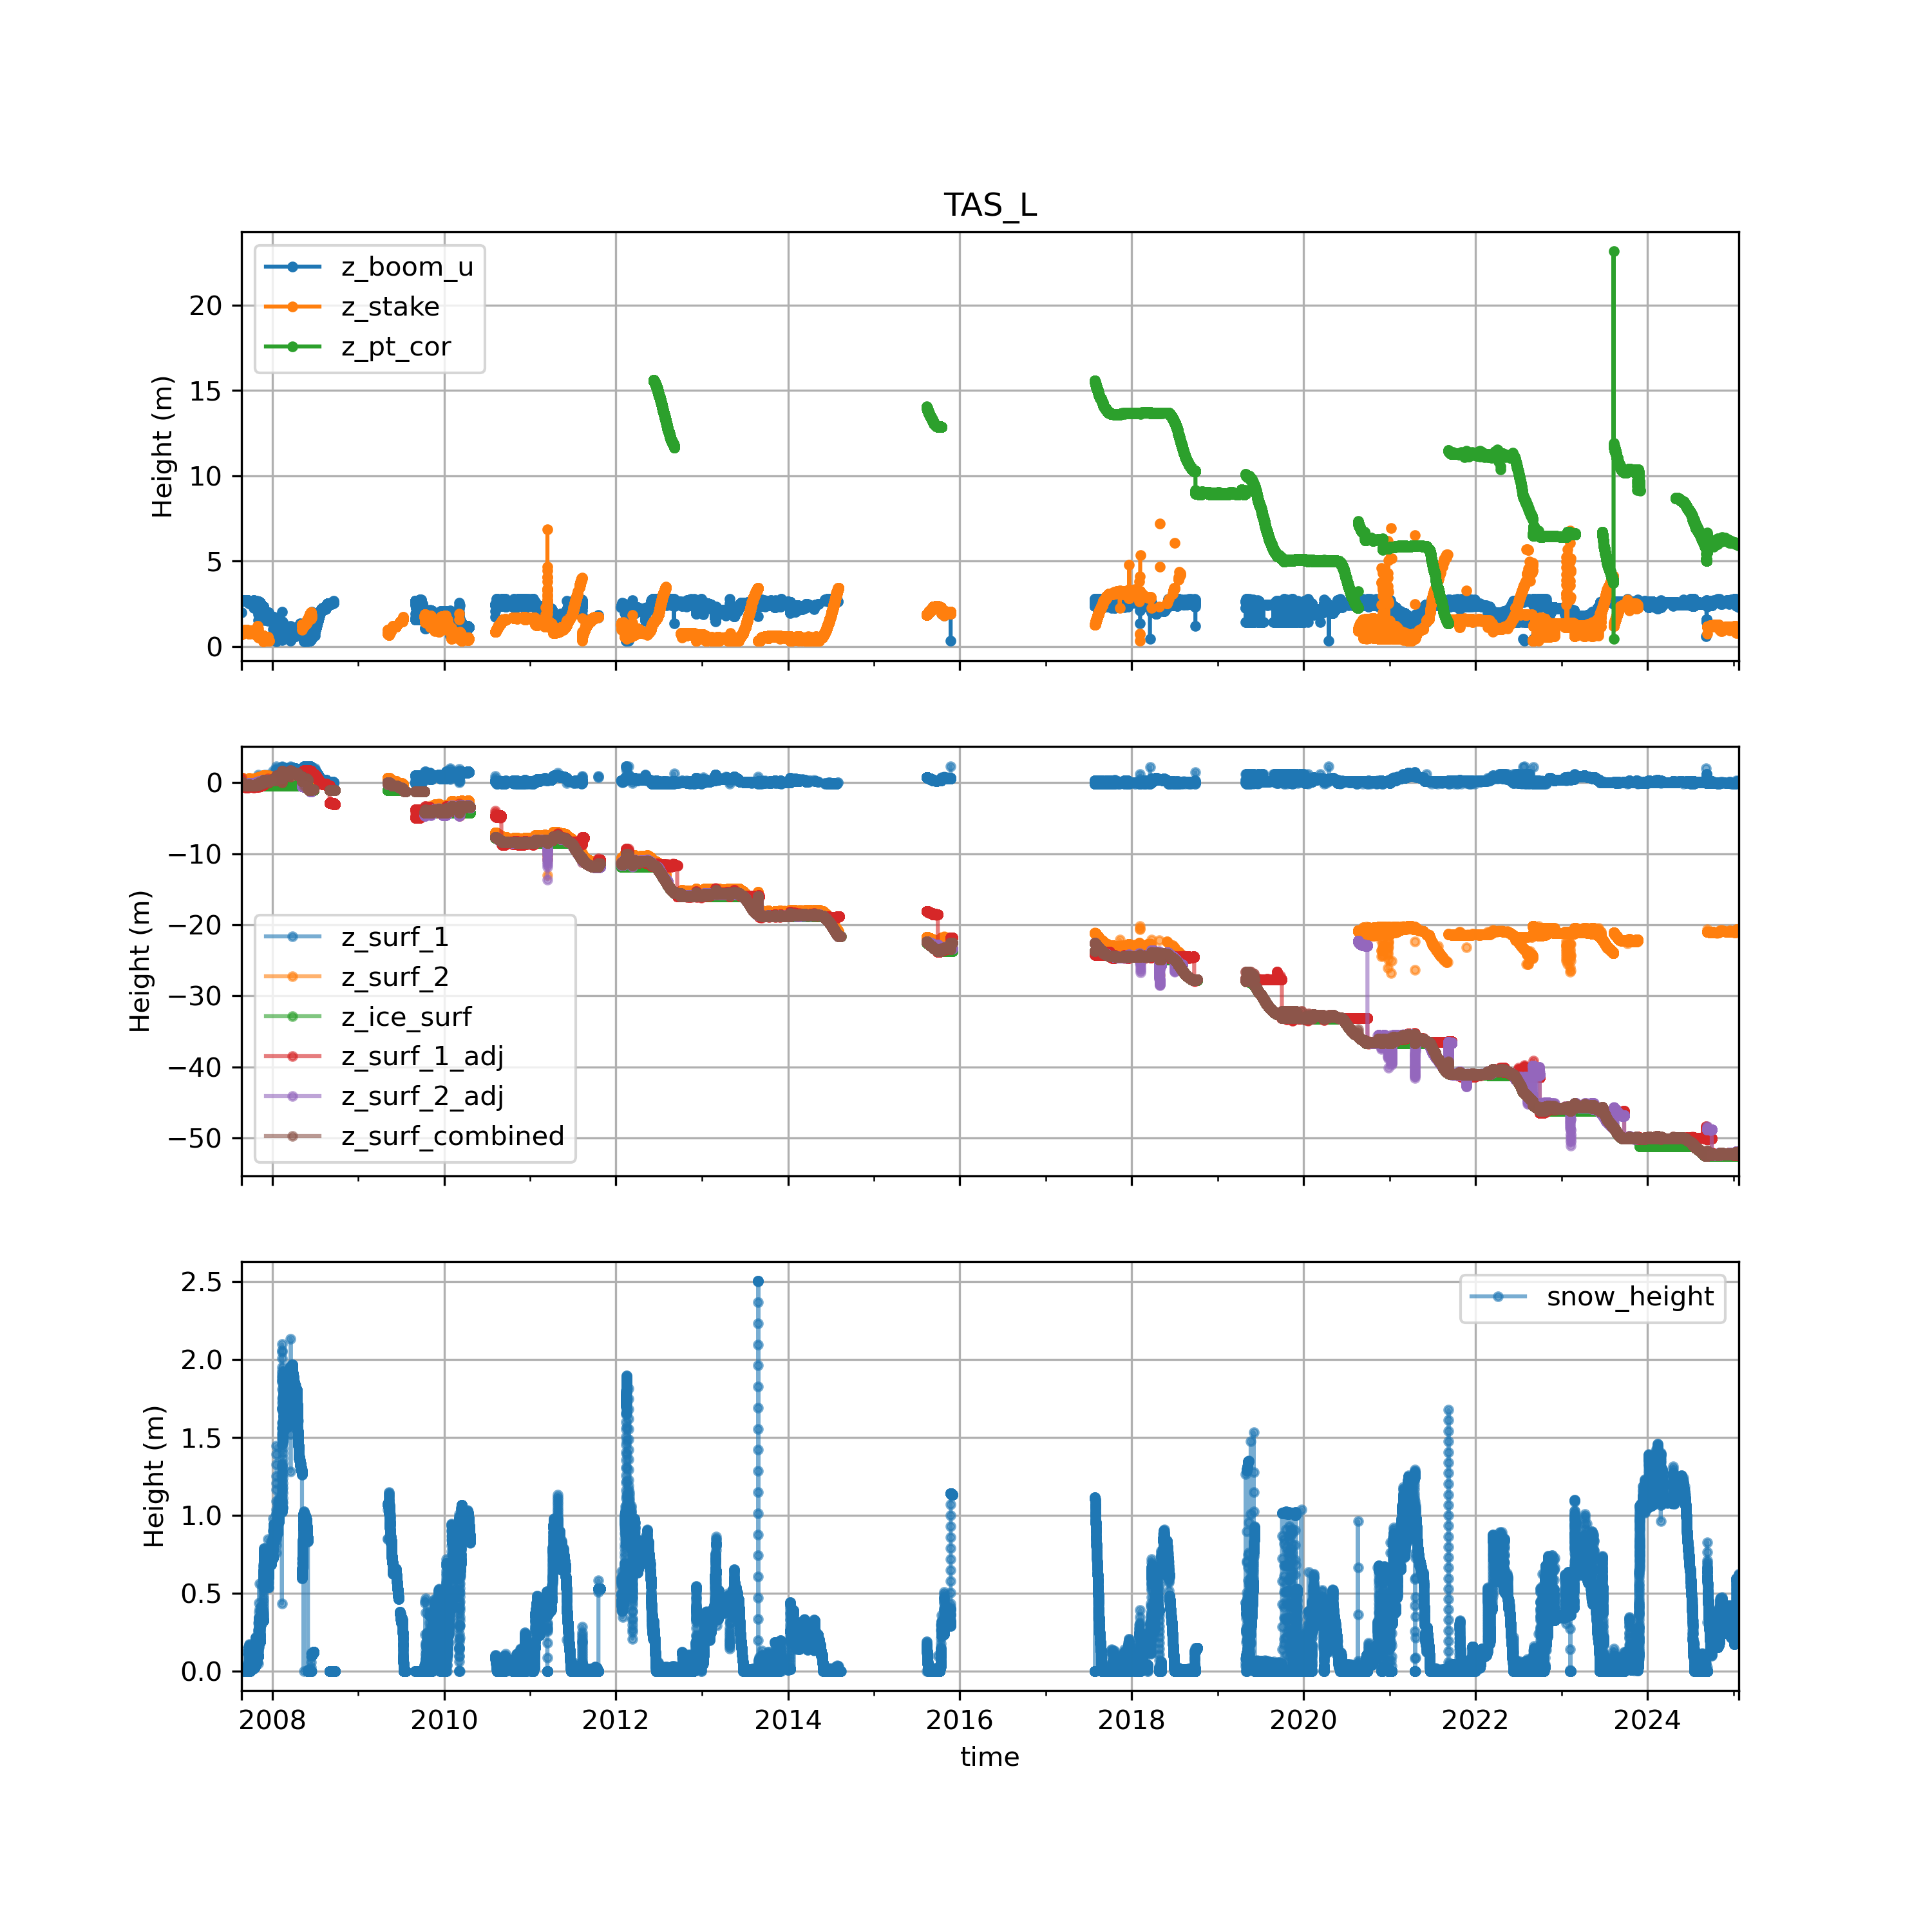 TAS_L
z_boom_u
z_stake
z_pt_cor
Height (m)
20
15
10
5
0
Height (m)
0
−10
−20
−30
−40
−50
z_surf_1
z_surf_2
z_ice_surf
z_surf_1_adj
z_surf_2_adj
z_surf_combined
Height (m)
2.5
2.0
1.5
1.0
0.5
0.0
snow_height
2008 2010 2012 2014 2016 2018 2020 2022 2024
time